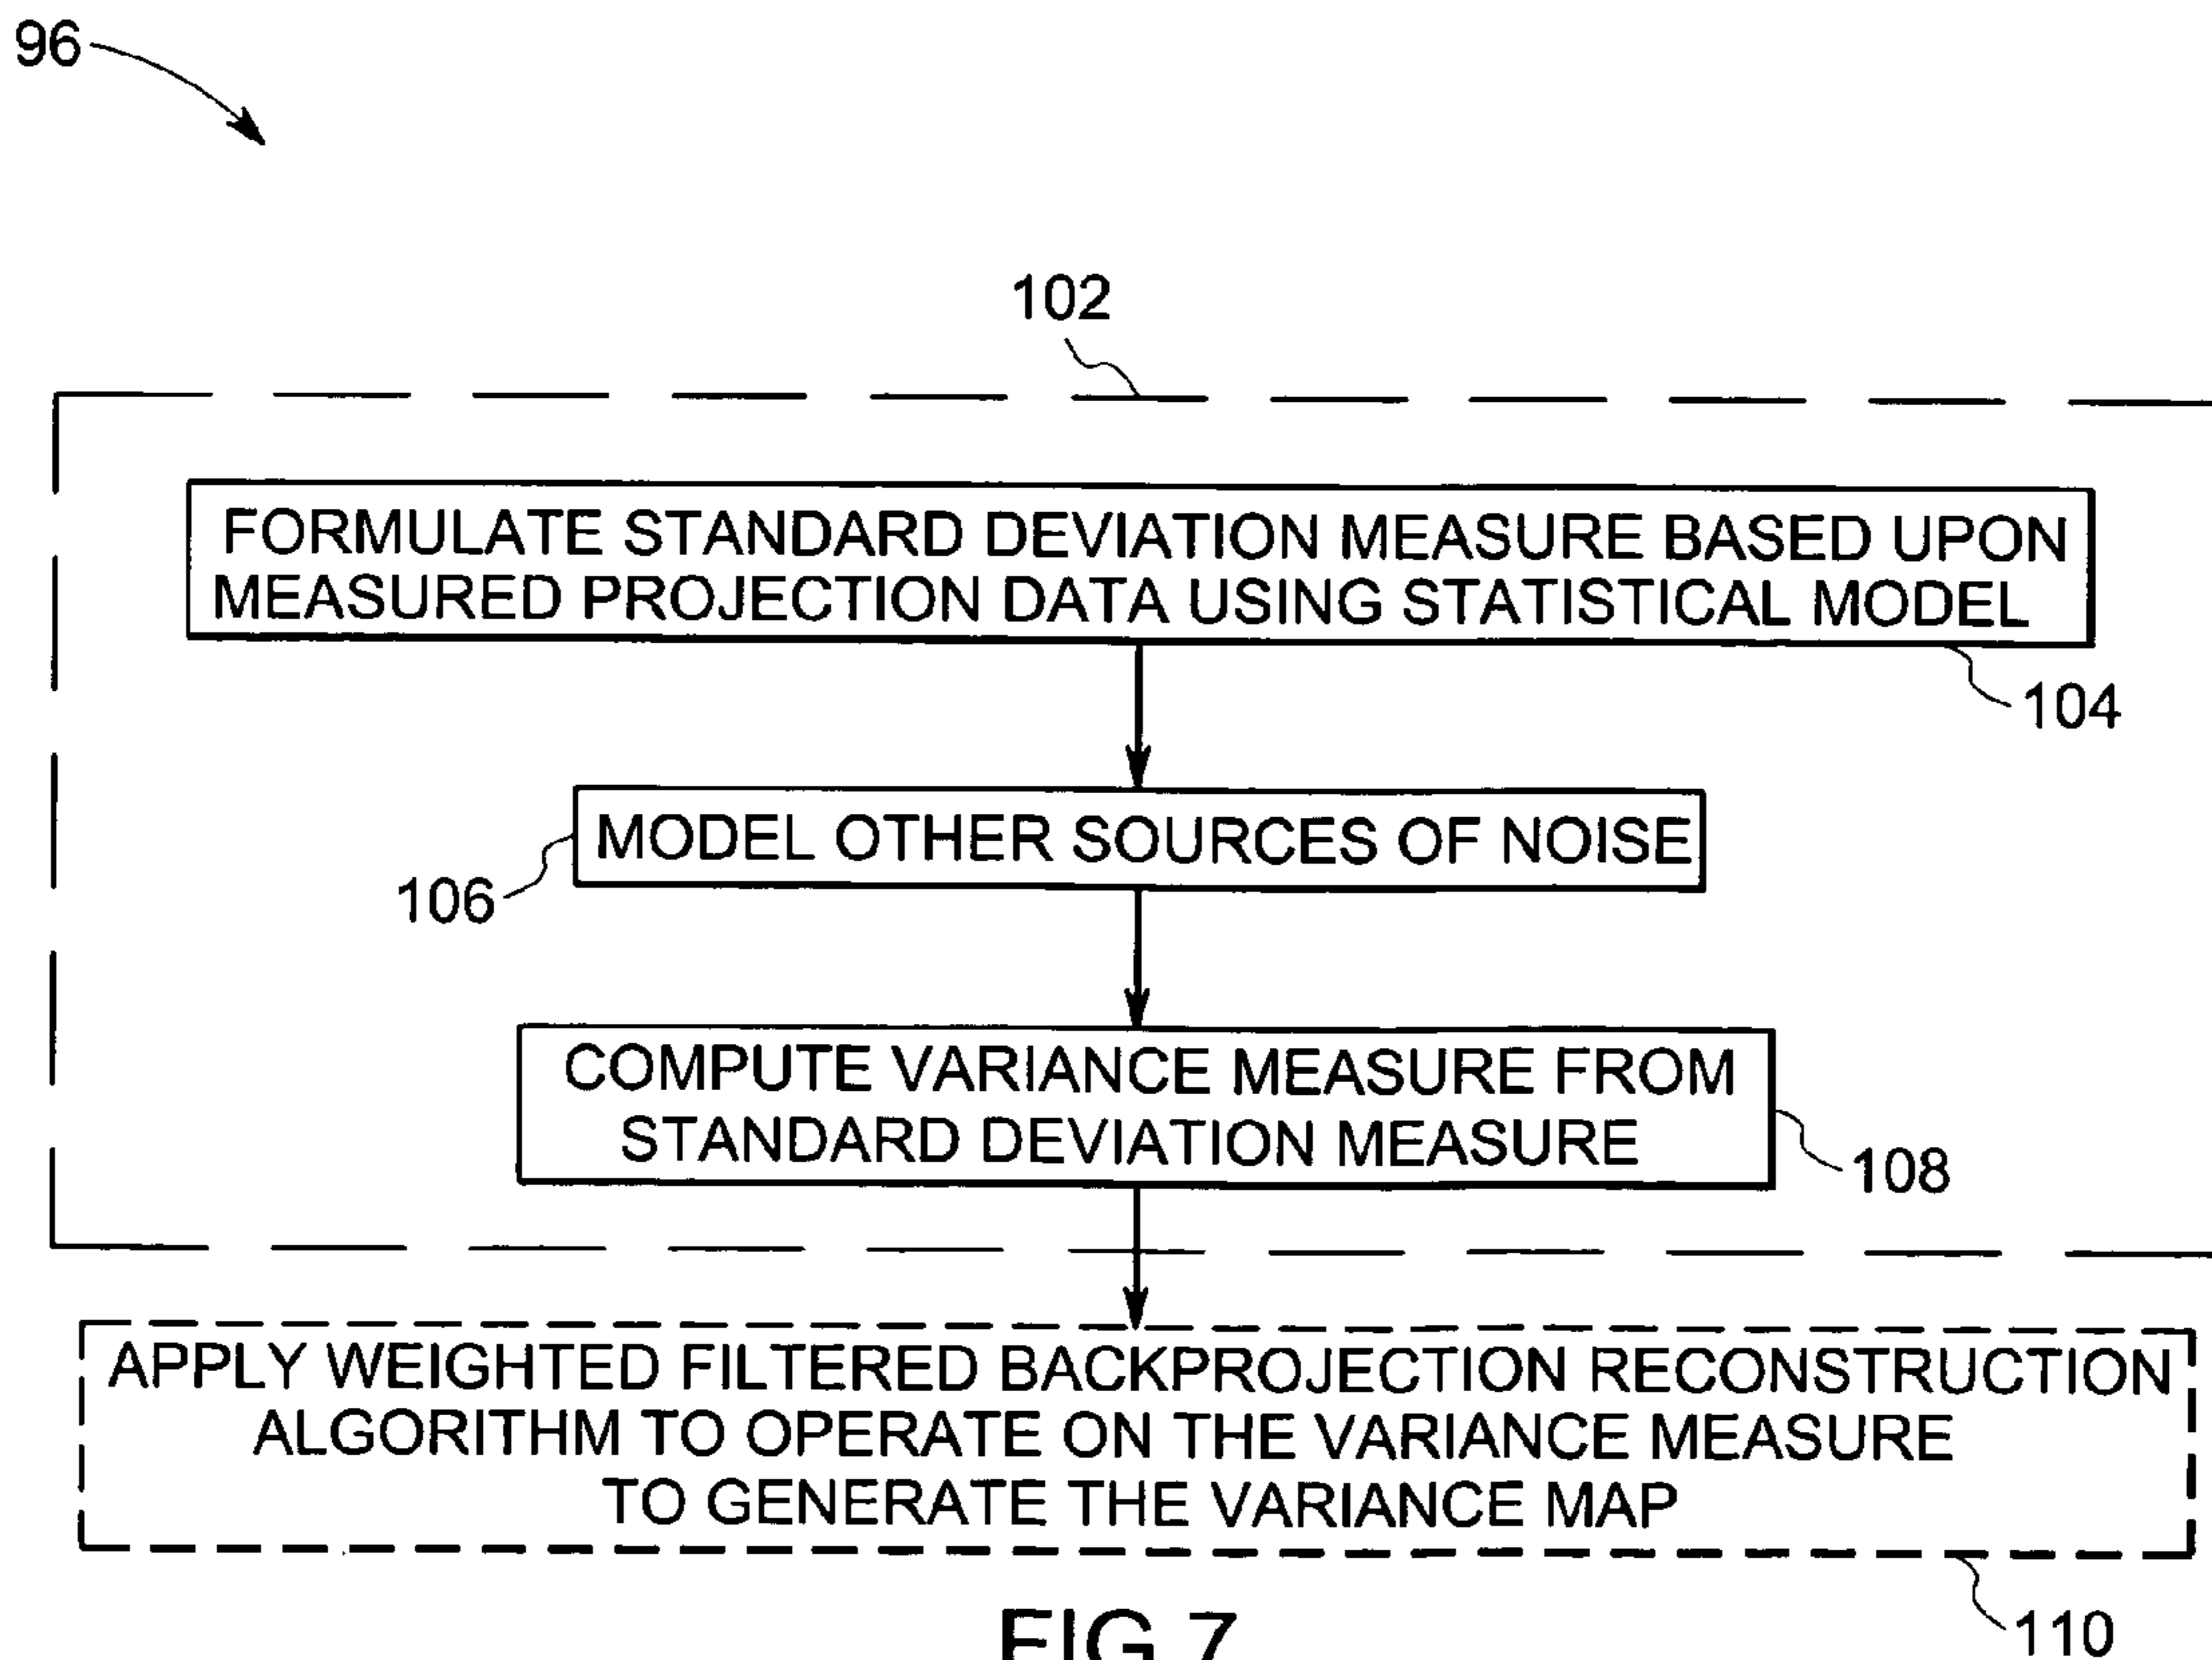 96
102
FORMULATE STANDARD DEVIATION MEASURE BASED UPON
MEASURED PROJECTION DATA USING STATISTICAL MODEL
104
MODEL OTHER SOURCES OF NOISE
106
COMPUTE VARIANCE MEASURE FROM
STANDARD DEVIATION MEASURE
108
APPLY WEIGHTED FILTERED BACKPROJECTION RECONSTRUCTION
ALGORITHM TO OPERATE ON THE VARIANCE MEASURE
TO GENERATE THE VARIANCE MAP
110
FIG.7